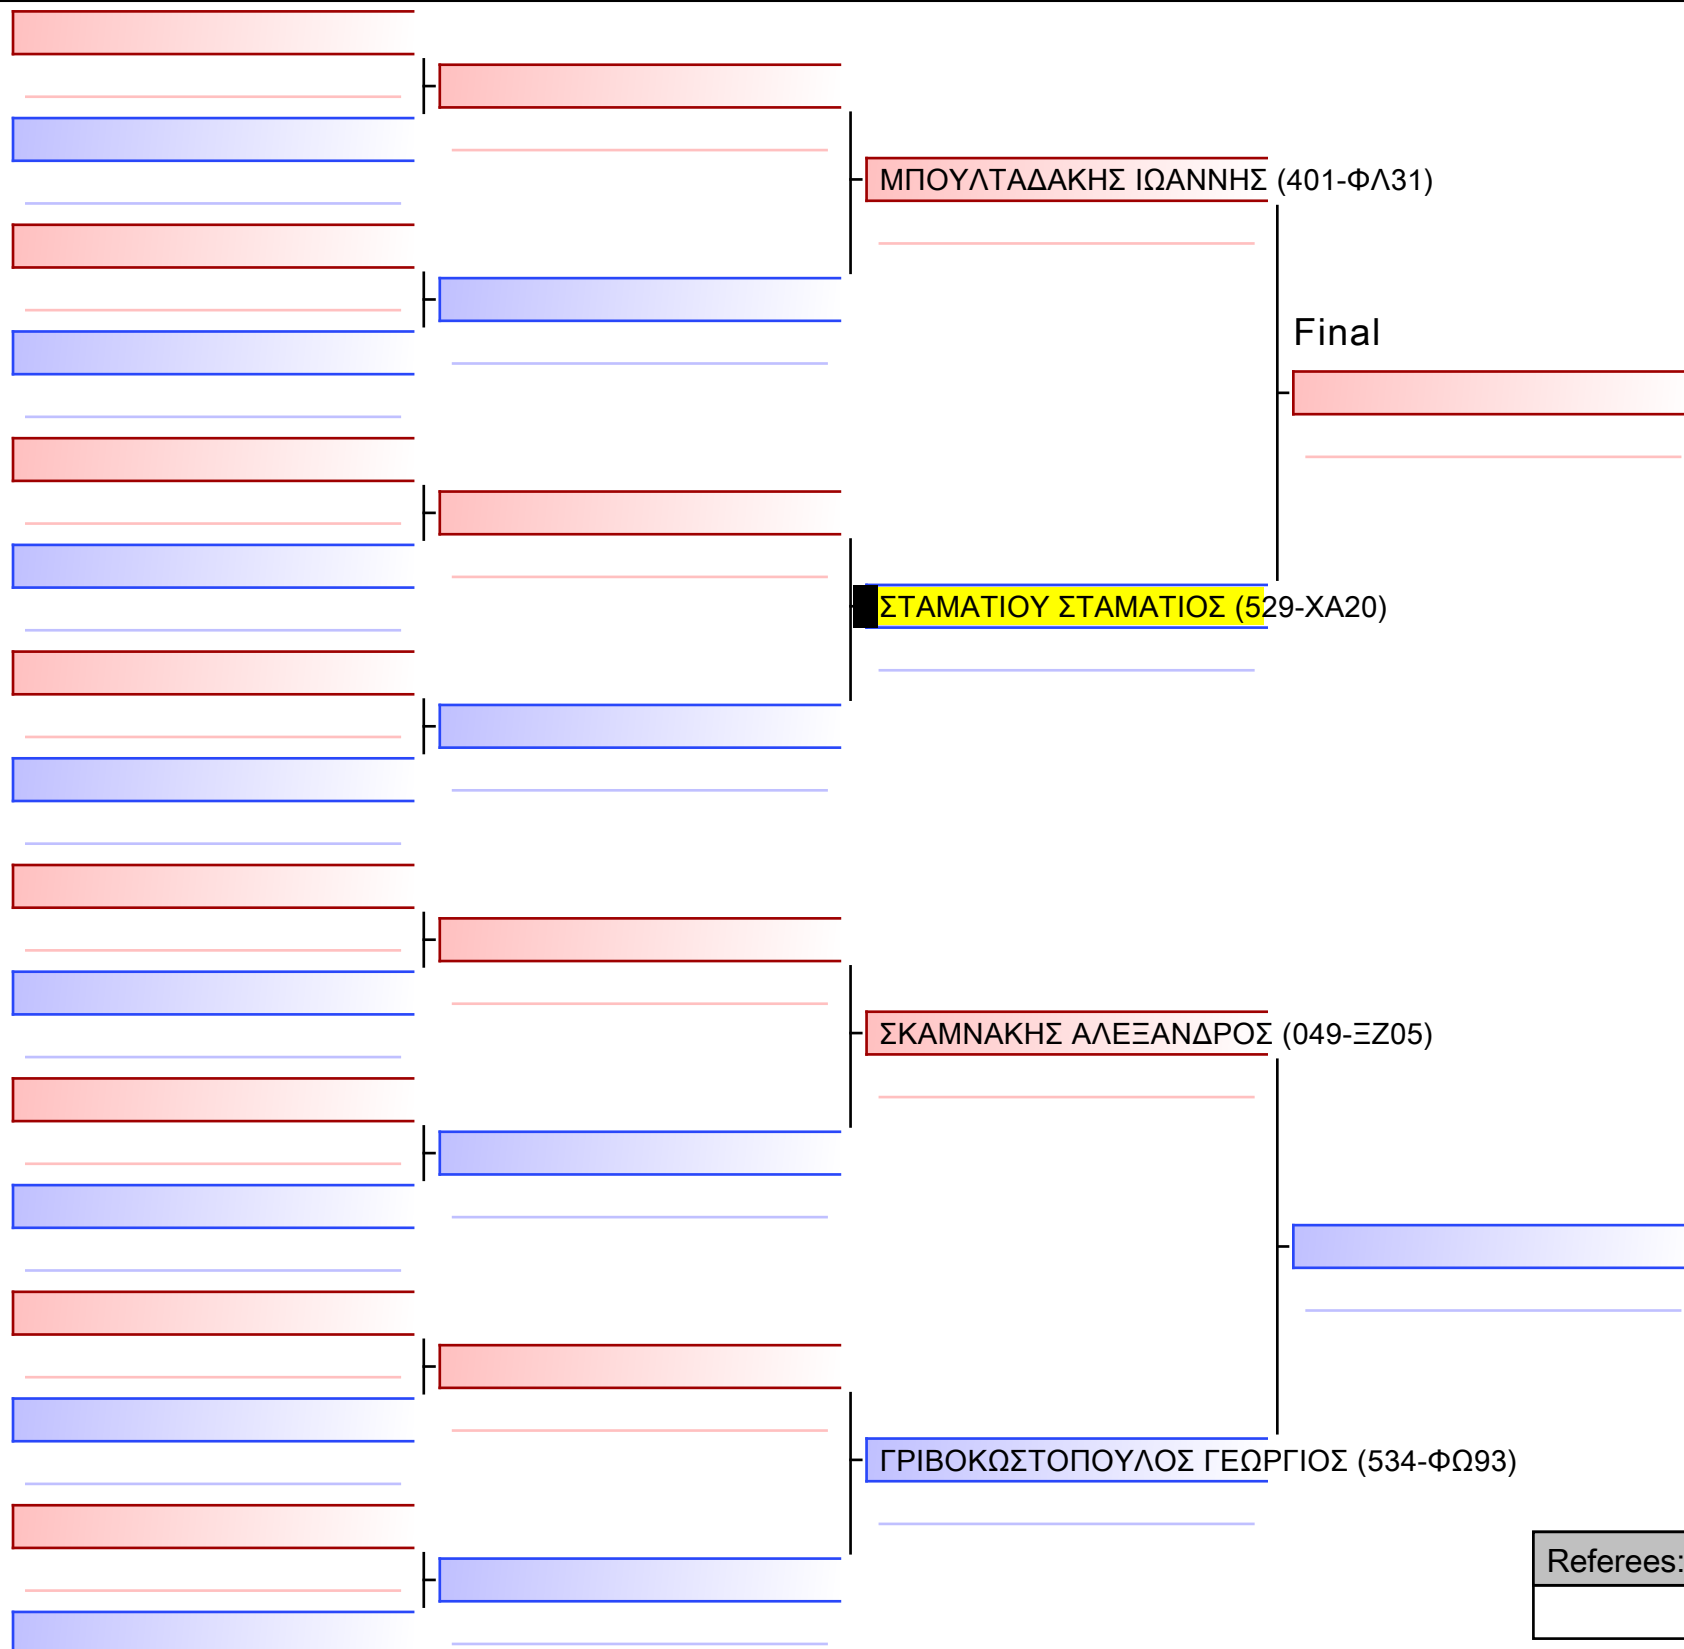 ΜΠΟΥΛΤΑΔΑΚΗΣ ΙΩΑΝΝΗΣ (401-ΦΛ31)
Final
ΣΤΑΜΑΤΙΟΥ ΣΤΑΜΑΤΙΟΣ (529-ΧΑ20)
ΣΚΑΜΝΑΚΗΣ ΑΛΕΞΑΝΔΡΟΣ (049-ΞΖ05)
ΓΡΙΒΟΚΩΣΤΟΠΟΥΛΟΣ ΓΕΩΡΓΙΟΣ (534-ΦΩ93)
Referees: